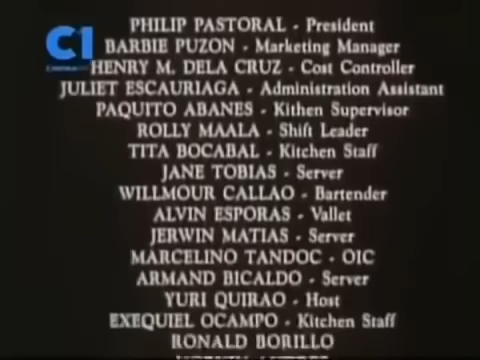 PHILIP PASTORAL - President
C1
BARBIE PUZON - Marketing Manager
HENRY M. DELA CRUZ - Cost Controller
JULIET ESCAURIAGA - Administration Assistant
PAQUITO ABANES - Kithen Supervisor
ROLLY MAALA - Shift Leader
TITA BOCABAL - Kitchen Staff
JANE TOBIAS - Server
WILLMOUR CALLAO - Bartender
ALVIN ESPORAS - Vallet
JERWIN MATIAS - Server
MARCELINO TANDOC - OIC
ARMAND BICALDO - Server
YURI QUIRAO - Host
EXEQUIEL OCAMPO - Kitchen Staff
RONALD BORILLO